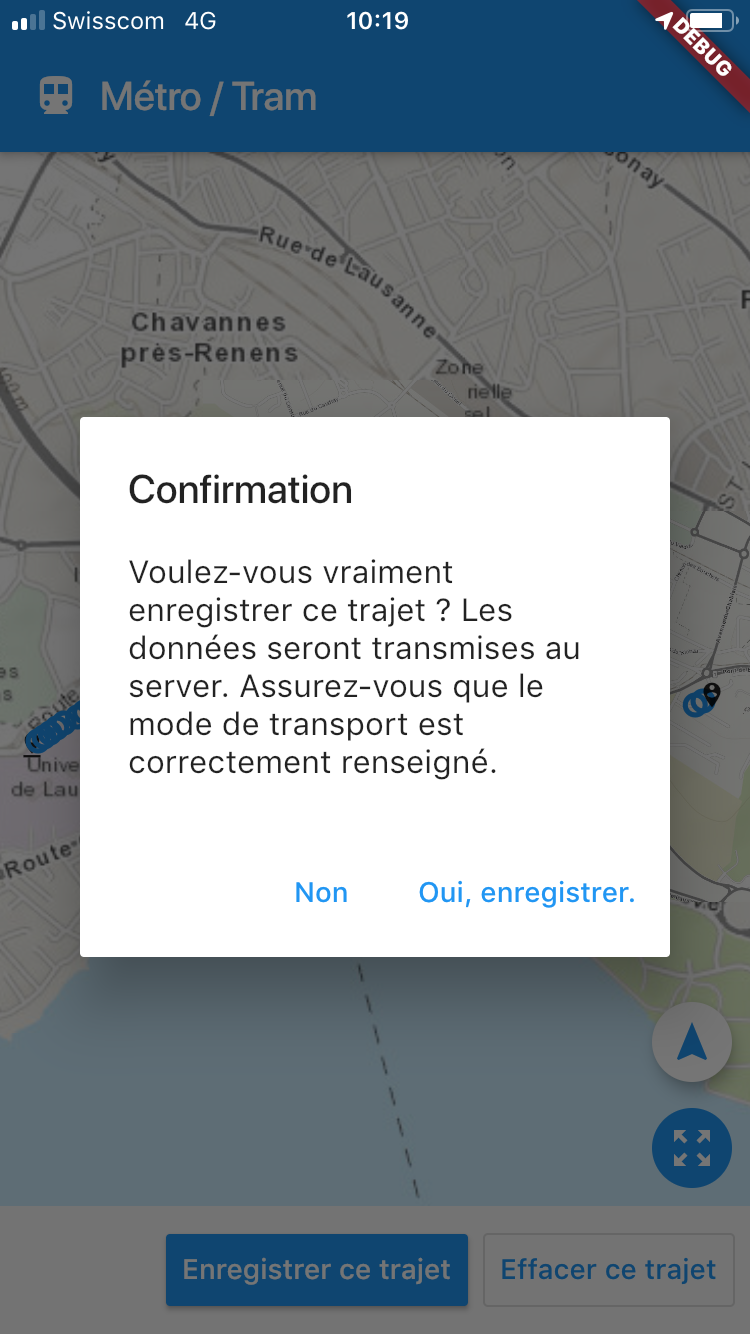 Swisscom 4G 10:19
DEBUG
Métro / Tram
Rue de Lausanne
Chavannes
près-Renens
Zone
rielle
sel
Confirmation
Voulez-vous vraiment
enregistrer ce trajet ? Les
données seront transmises au
server. Assurez-vous que le
mode de transport est
correctement renseigné.
Route
Unive
de Lau
Route
Non Oui, enregistrer.
Enregistrer ce trajet Effacer ce trajet